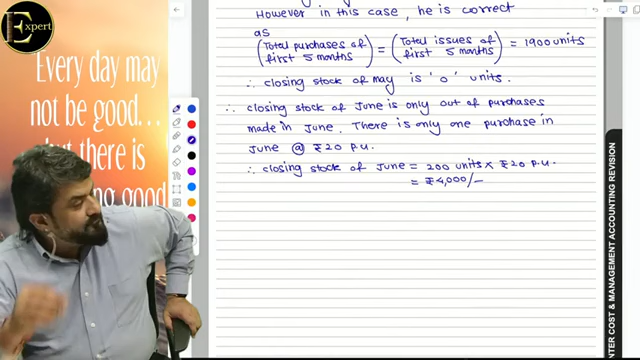 Expert
Every day may
not be good...
but there is
good
However in this case, he is correct
as
(Total purchases of first 5 months) = (Total issues of first 5 months) = 1900 units
∴ closing stock of may is 'o' units.
∴ closing stock of June is only out of purchases
made in June. There is only one purchase in
June @ ₹20 p.u.
∴ closing stock of June = 200 units × ₹20 p.u.
= ₹4,000/-
INTER COST & MANAGEMENT ACCOUNTING REVISION